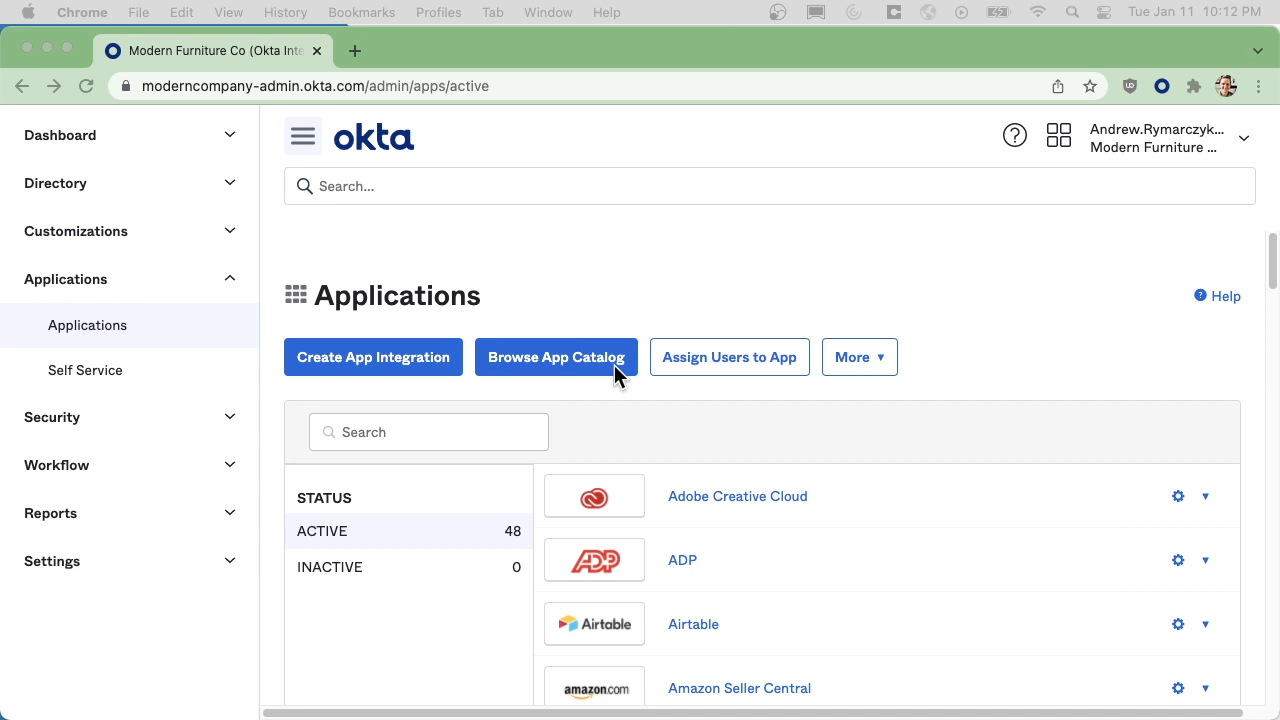 Chrome File Edit View History Bookmarks Profiles Tab Window Help Tue Jan 11 10:12 PM
Modern Furniture Co (Okta Inte
moderncompany-admin.okta.com/admin/apps/active
Dashboard
Directory
Customizations
Applications
Applications
Self Service
Security
Workflow
Reports
Settings
okta
Andrew.Rymarczyk...
Modern Furniture ...
Search...
Applications
Help
Create App Integration
Browse App Catalog
Assign Users to App
More
Search
STATUS
ACTIVE 48
INACTIVE 0
Adobe Creative Cloud
ADP
ADP
Airtable
Airtable
amazon.com
Amazon Seller Central